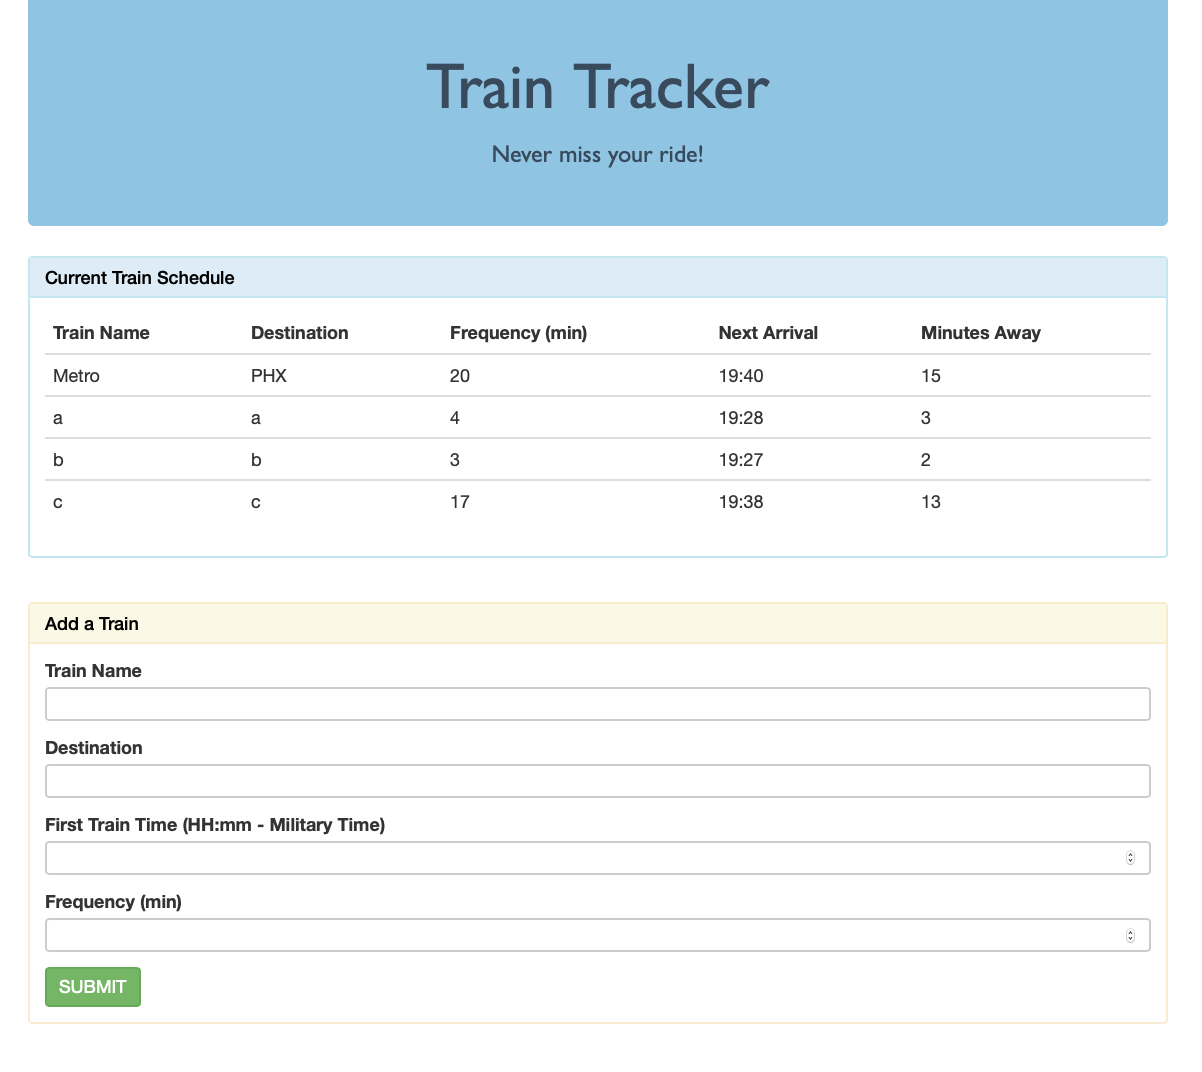 Train Tracker
Never miss your ride!
Current Train Schedule
Train Name Destination Frequency (min) Next Arrival Minutes Away
Metro PHX 20 19:40 15
a a 4 19:28 3
b b 3 19:27 2
c c 17 19:38 13
Add a Train
Train Name
Destination
First Train Time (HH:mm - Military Time)
Frequency (min)
SUBMIT